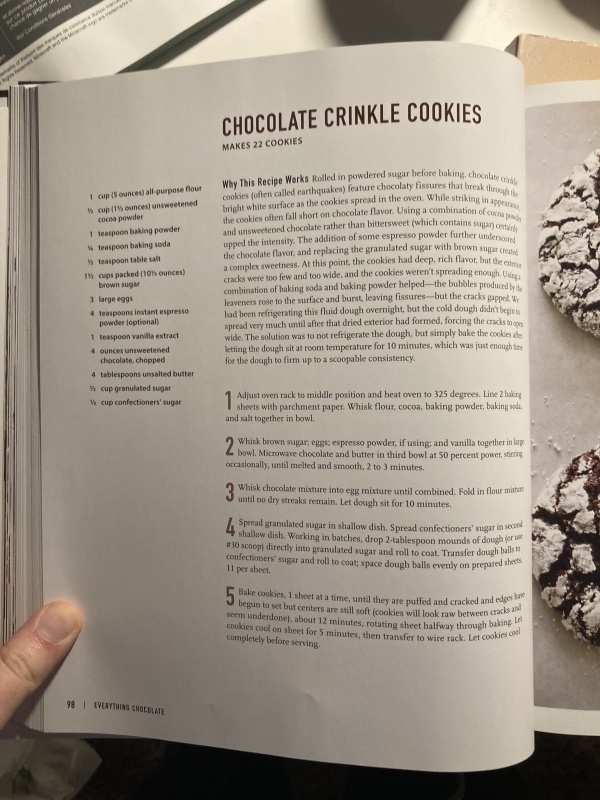 Voir Conditions Générales
CHOCOLATE CRINKLE COOKIES
MAKES 22 COOKIES
1 cup (5 ounces) all-purpose flour
½ cup (1½ ounces) unsweetened
cocoa powder
1 teaspoon baking powder
¼ teaspoon baking soda
½ teaspoon table salt
1½ cups packed (10½ ounces)
brown sugar
3 large eggs
4 teaspoons instant espresso
powder (optional)
1 teaspoon vanilla extract
4 ounces unsweetened
chocolate, chopped
4 tablespoons unsalted butter
½ cup granulated sugar
½ cup confectioners' sugar
Why This Recipe Works Rolled in powdered sugar before baking, chocolate crinkle
cookies (often called earthquakes) feature chocolaty fissures that break through the
bright white surface as the cookies spread in the oven. While striking in appearance,
the cookies often fall short on chocolate flavor. Using a combination of cocoa powder
and unsweetened chocolate rather than bittersweet (which contains sugar) certainly
upped the intensity. The addition of some espresso powder further underscored
the chocolate flavor, and replacing the granulated sugar with brown sugar created
a complex sweetness. At this point, the cookies had deep, rich flavor, but the exterior
cracks were too few and too wide, and the cookies weren't spreading enough. Using a
combination of baking soda and baking powder helped—the bubbles produced by the
leaveners rose to the surface and burst, leaving fissures—but the cracks gapped. We
had been refrigerating this fluid dough overnight, but the cold dough didn't begin to
spread very much until after that dried exterior had formed, forcing the cracks to open
wide. The solution was to not refrigerate the dough, but simply bake the cookies after
letting the dough sit at room temperature for 10 minutes, which was just enough time
for the dough to firm up to a scoopable consistency.
1 Adjust oven rack to middle position and heat oven to 325 degrees. Line 2 baking
sheets with parchment paper. Whisk flour, cocoa, baking powder, baking soda,
and salt together in bowl.
2 Whisk brown sugar; eggs; espresso powder, if using; and vanilla together in large
bowl. Microwave chocolate and butter in third bowl at 50 percent power, stirring
occasionally, until melted and smooth, 2 to 3 minutes.
3 Whisk chocolate mixture into egg mixture until combined. Fold in flour mixture
until no dry streaks remain. Let dough sit for 10 minutes.
4 Spread granulated sugar in shallow dish. Spread confectioners' sugar in second
shallow dish. Working in batches, drop 2-tablespoon mounds of dough (or use
#30 scoop) directly into granulated sugar and roll to coat. Transfer dough balls to
confectioners' sugar and roll to coat; space dough balls evenly on prepared sheets,
11 per sheet.
5 Bake cookies, 1 sheet at a time, until they are puffed and cracked and edges have
begun to set but centers are still soft (cookies will look raw between cracks and
seem underdone), about 12 minutes, rotating sheet halfway through baking. Let
cookies cool on sheet for 5 minutes, then transfer to wire rack. Let cookies cool
completely before serving.
98 | EVERYTHING CHOCOLATE